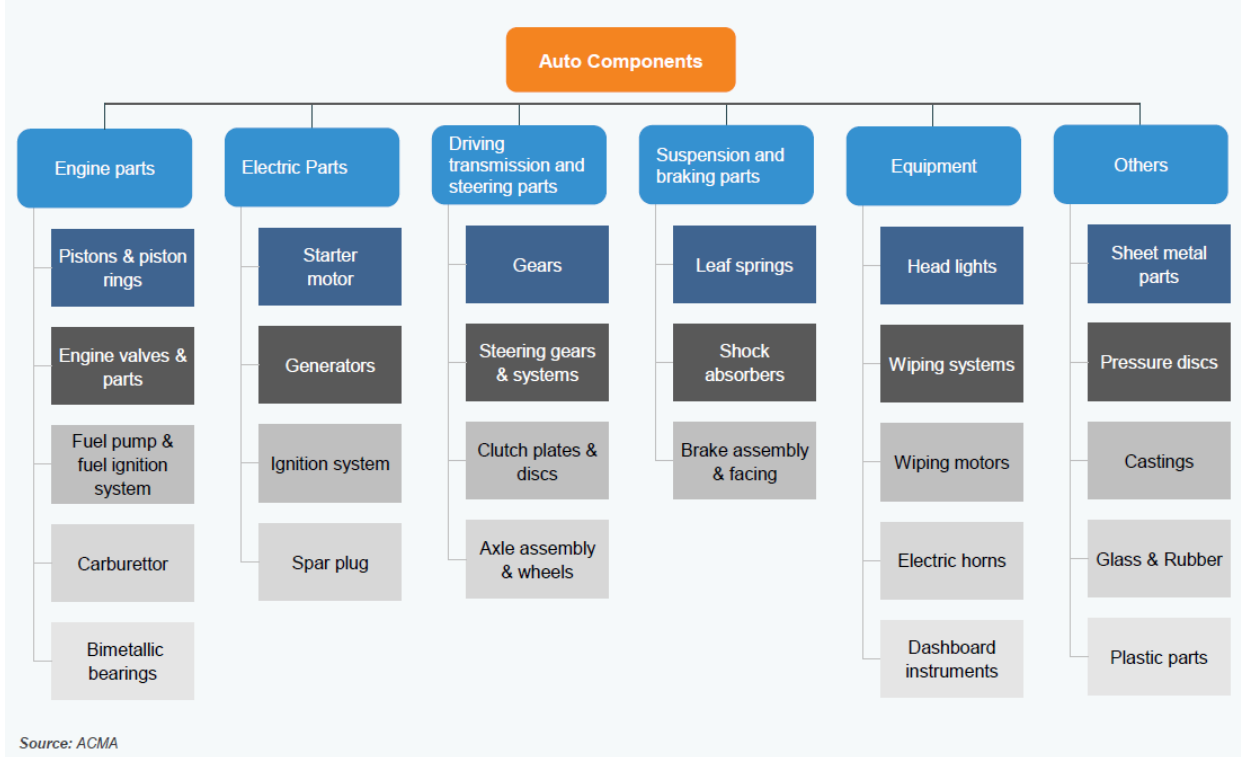 Auto Components
Engine parts
Pistons & piston
rings
Engine valves &
parts
Fuel pump &
fuel ignition
system
Carburettor
Bimetallic
bearings
Electric Parts
Starter
motor
Generators
Ignition system
Spar plug
Driving
transmission and
steering parts
Gears
Steering gears
& systems
Clutch plates &
discs
Axle assembly
& wheels
Suspension and
braking parts
Leaf springs
Shock
absorbers
Brake assembly
& facing
Equipment
Head lights
Wiping systems
Wiping motors
Electric horns
Dashboard
instruments
Others
Sheet metal
parts
Pressure discs
Castings
Glass & Rubber
Plastic parts
Source: ACMA